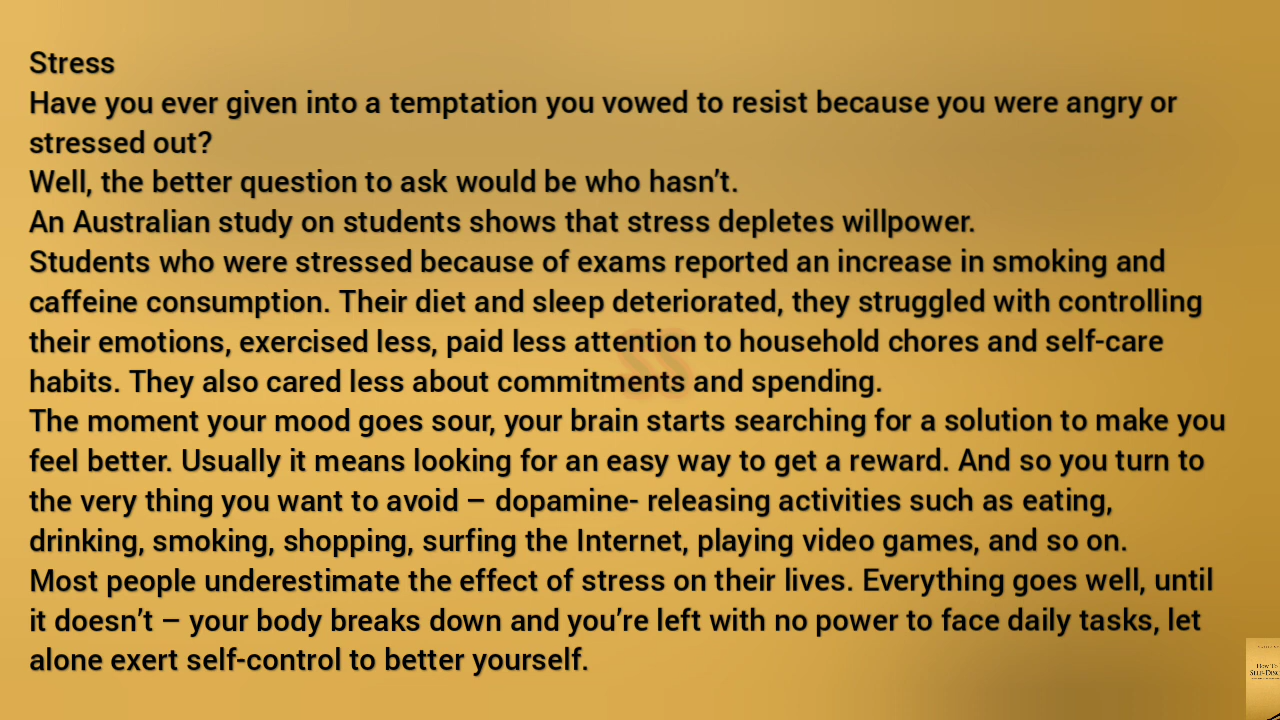 Stress
Have you ever given into a temptation you vowed to resist because you were angry or
stressed out?
Well, the better question to ask would be who hasn’t.
An Australian study on students shows that stress depletes willpower.
Students who were stressed because of exams reported an increase in smoking and
caffeine consumption. Their diet and sleep deteriorated, they struggled with controlling
their emotions, exercised less, paid less attention to household chores and self-care
habits. They also cared less about commitments and spending.
The moment your mood goes sour, your brain starts searching for a solution to make you
feel better. Usually it means looking for an easy way to get a reward. And so you turn to
the very thing you want to avoid – dopamine- releasing activities such as eating,
drinking, smoking, shopping, surfing the Internet, playing video games, and so on.
Most people underestimate the effect of stress on their lives. Everything goes well, until
it doesn’t – your body breaks down and you’re left with no power to face daily tasks, let
alone exert self-control to better yourself.
How To